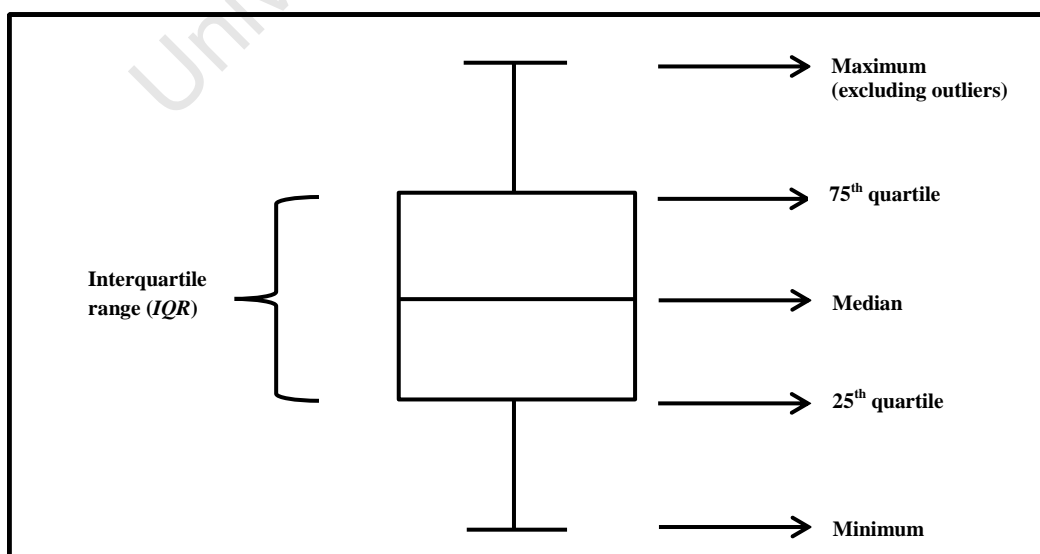 Maximum
(excluding outliers)
75th quartile
Interquartile
range (IQR)
Median
25th quartile
Minimum